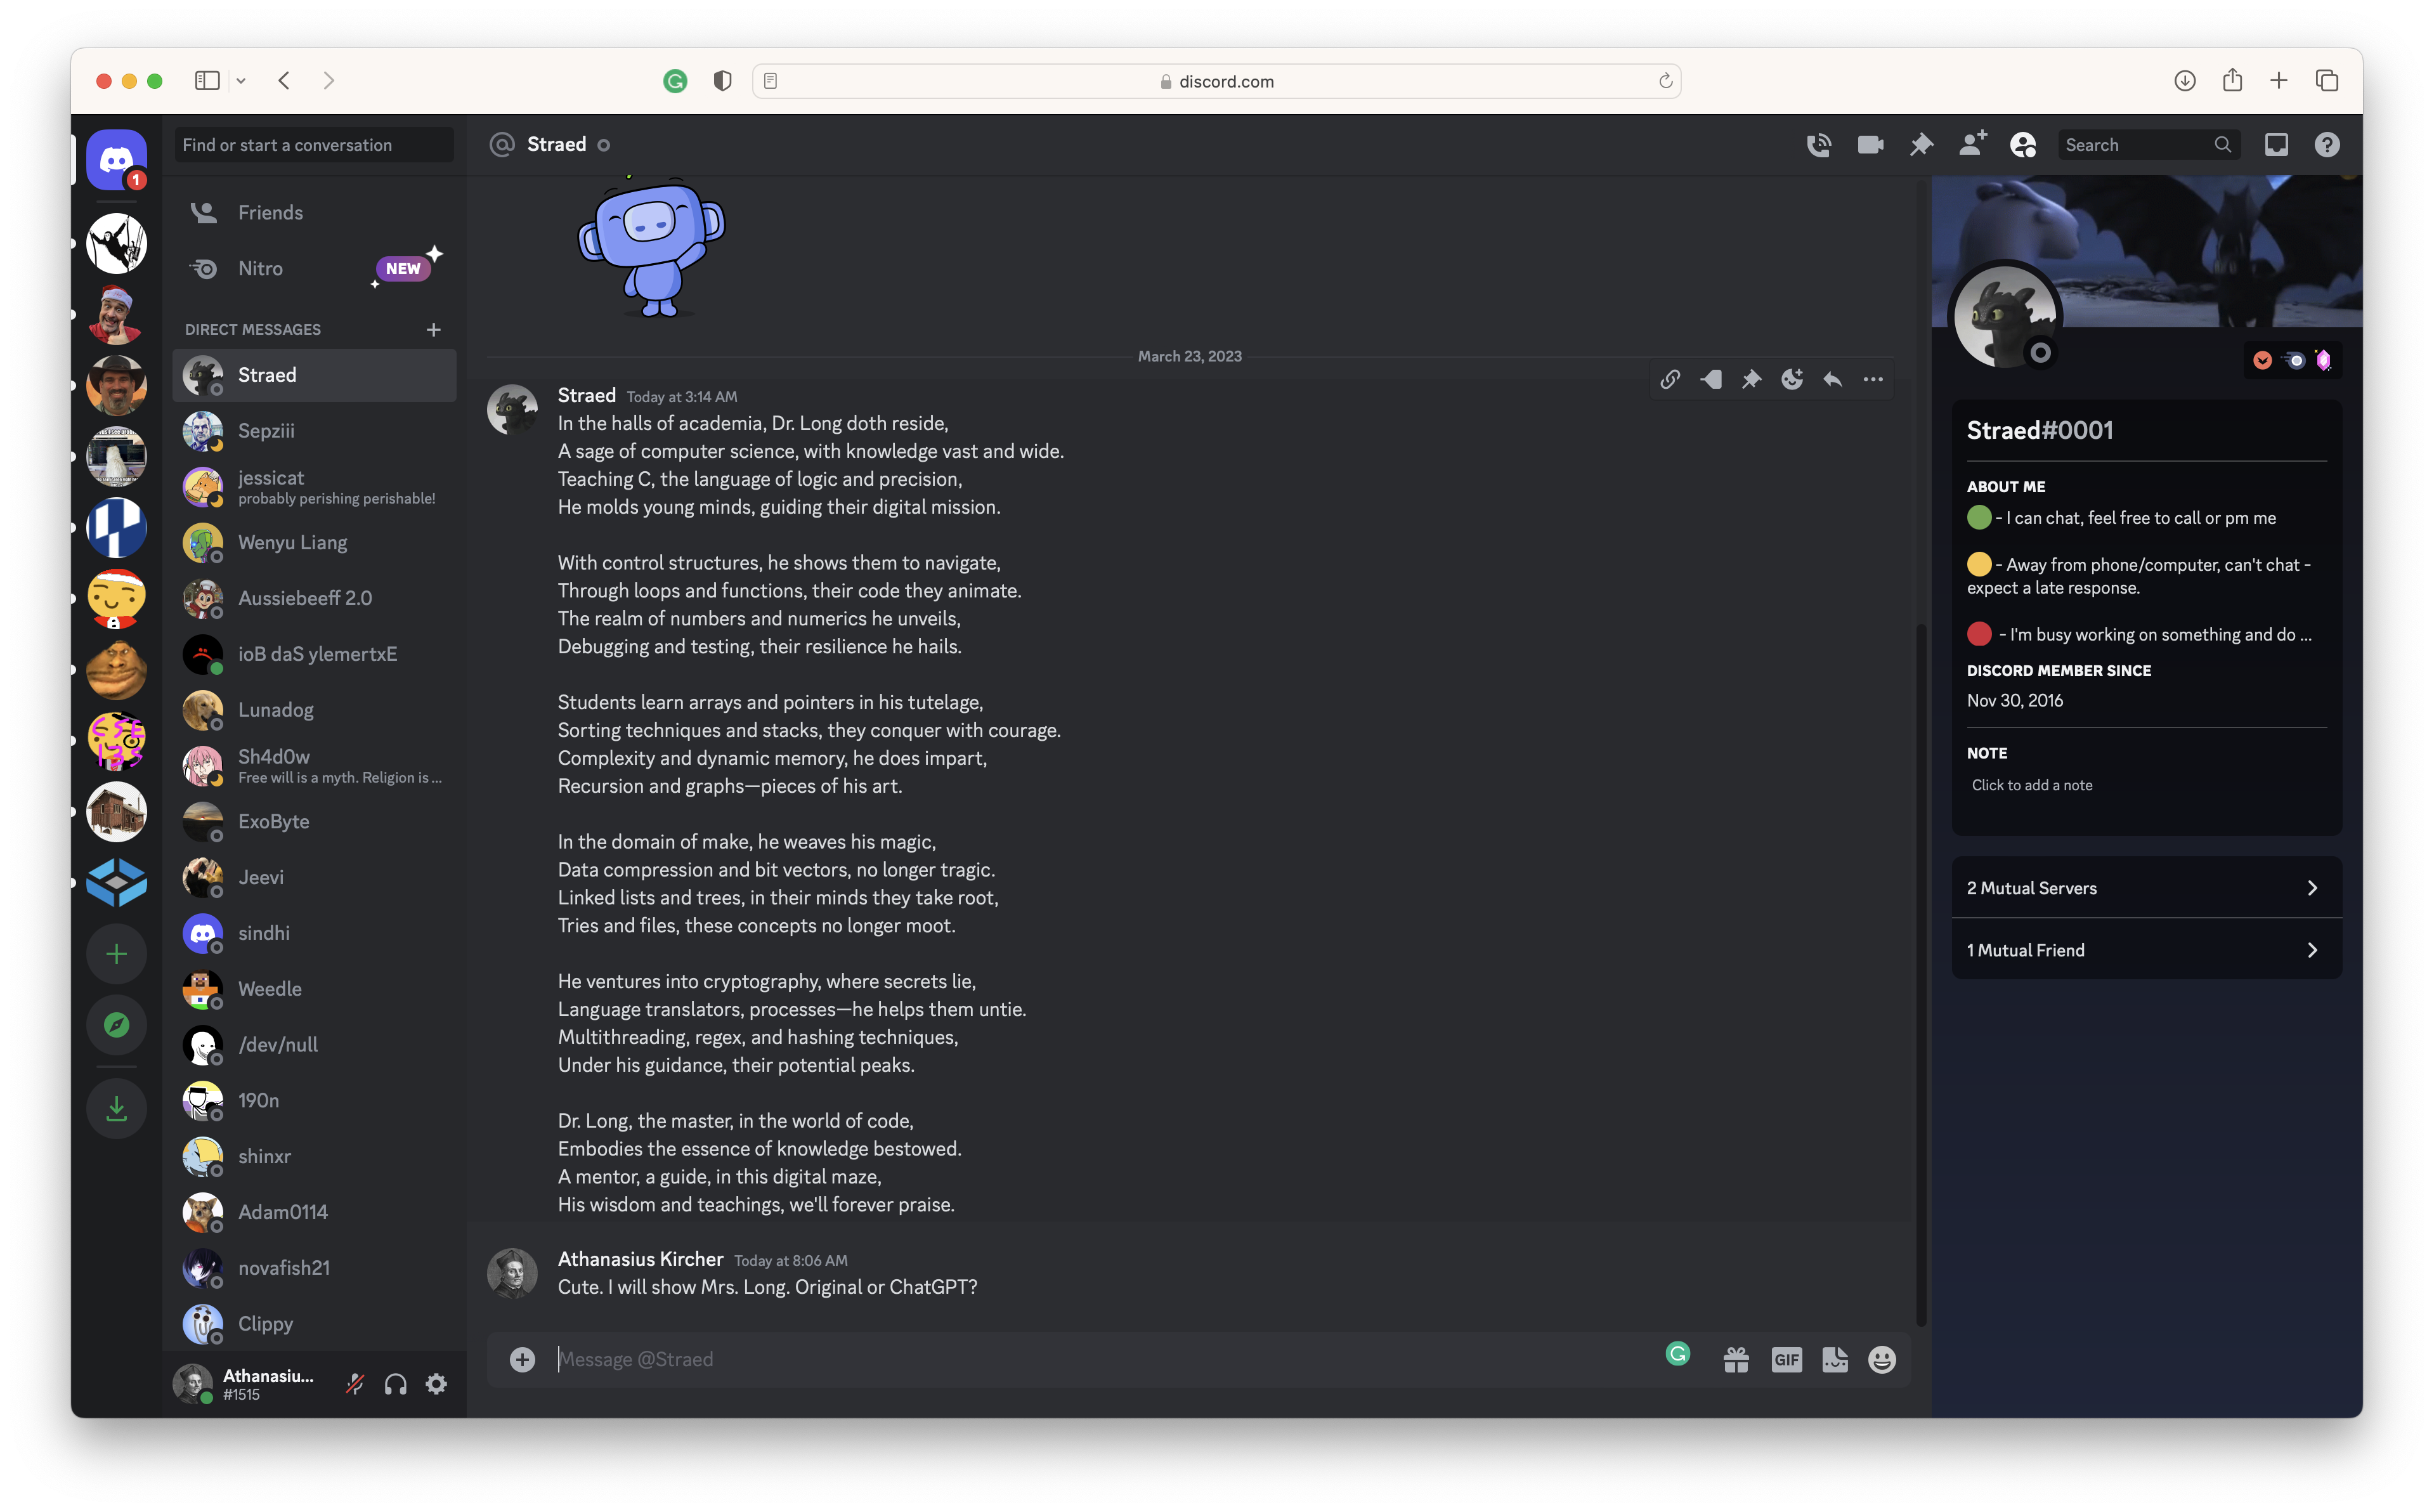 discord.com
1
Find or start a conversation
Friends
Nitro
NEW
DIRECT MESSAGES
Straed
Sepziii
jessicat
probably perishing perishable!
Wenyu Liang
Aussiebeeff 2.0
ioB daS ylemertxE
Lunadog
Sh4d0w
Free will is a myth. Religion is ...
ExoByte
Jeevi
sindhi
Weedle
/dev/null
190n
shinxr
Adam0114
novafish21
Clippy
Athanasiu...
#1515
CSE
13S
Straed
Search
March 23, 2023
Straed Today at 3:14 AM
In the halls of academia, Dr. Long doth reside,
A sage of computer science, with knowledge vast and wide.
Teaching C, the language of logic and precision,
He molds young minds, guiding their digital mission.
With control structures, he shows them to navigate,
Through loops and functions, their code they animate.
The realm of numbers and numerics he unveils,
Debugging and testing, their resilience he hails.
Students learn arrays and pointers in his tutelage,
Sorting techniques and stacks, they conquer with courage.
Complexity and dynamic memory, he does impart,
Recursion and graphs—pieces of his art.
In the domain of make, he weaves his magic,
Data compression and bit vectors, no longer tragic.
Linked lists and trees, in their minds they take root,
Tries and files, these concepts no longer moot.
He ventures into cryptography, where secrets lie,
Language translators, processes—he helps them untie.
Multithreading, regex, and hashing techniques,
Under his guidance, their potential peaks.
Dr. Long, the master, in the world of code,
Embodies the essence of knowledge bestowed.
A mentor, a guide, in this digital maze,
His wisdom and teachings, we'll forever praise.
Athanasius Kircher Today at 8:06 AM
Cute. I will show Mrs. Long. Original or ChatGPT?
Message @Straed
GIF
Straed#0001
ABOUT ME
- I can chat, feel free to call or pm me
- Away from phone/computer, can't chat -
expect a late response.
- I'm busy working on something and do ...
DISCORD MEMBER SINCE
Nov 30, 2016
NOTE
Click to add a note
2 Mutual Servers
1 Mutual Friend